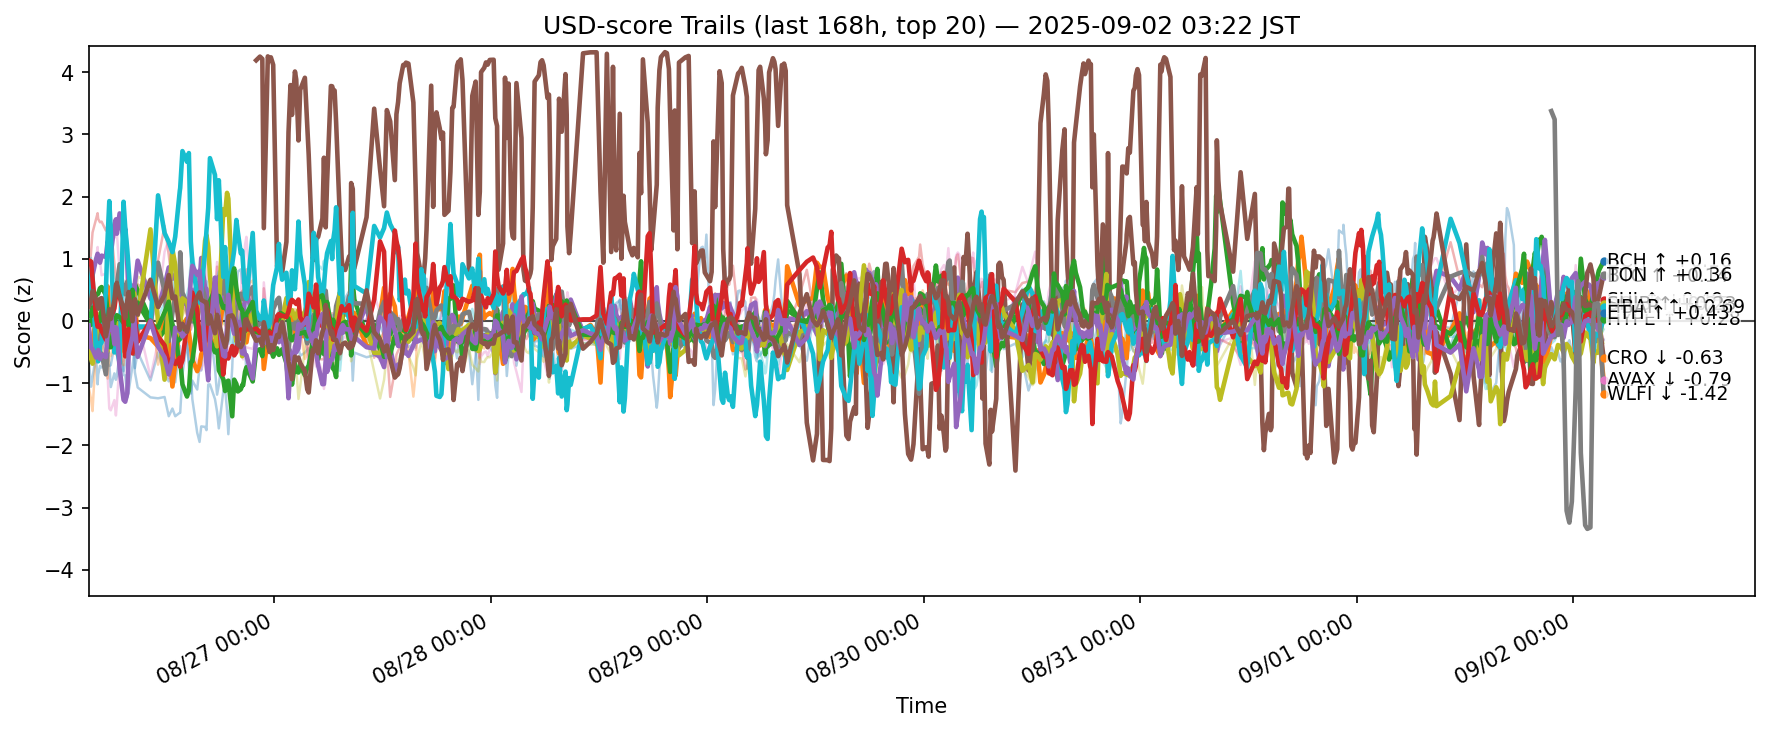 USD-score Trails (last 168h, top 20) — 2025-09-02 03:22 JST
Score (z)
4
3
2
1
0
−1
−2
−3
−4
BCH ↑ +0.16
TON ↑ +0.36
ETH ↑ +0.43
CRO ↓ -0.63
AVAX ↓ -0.79
WLFI ↓ -1.42
08/27 00:00
08/28 00:00
08/29 00:00
08/30 00:00
08/31 00:00
09/01 00:00
09/02 00:00
Time